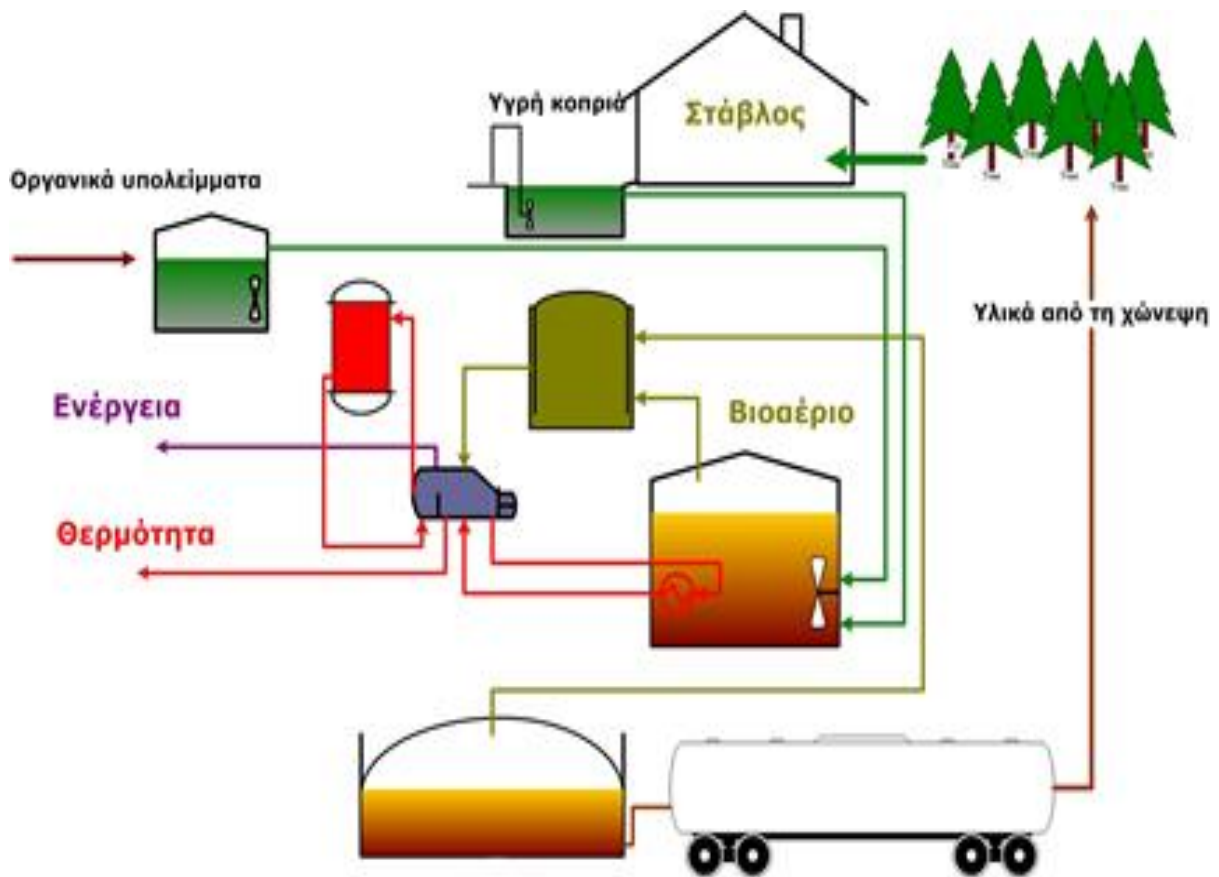 Υγρή κοπριά
Στάβλος
Οργανικά υπολείμματα
Υλικά από τη χώνεψη
Ενέργεια
Βιοαέριο
Θερμότητα